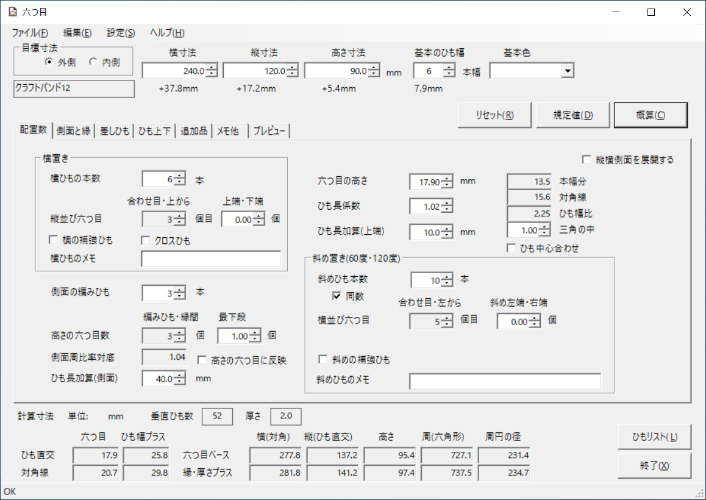 六つ目
ファイル(F) 編集(E) 設定(S) ヘルプ(H)
目標寸法
外側 内側
横寸法 縦寸法 高さ寸法 基本のひも幅 基本色
240.0 120.0 90.0 mm 6 本幅
クラフトバンド12
+37.8mm +17.2mm +5.4mm 7.9mm
リセット(R) 規定値(D) 概算(C)
配置数 側面と縁 差しひも ひも上下 追加品 メモ他 プレビュー
縦横側面を展開する
横置き
横ひもの本数 6 本
合わせ目・上から 上端・下端
縦並び六つ目 3 個目 0.00 個
横の補強ひも クロスひも
横ひものメモ
六つ目の高さ 17.90 mm 13.5 本幅分
15.6 対角線
ひも長係数 1.02 2.25 ひも幅比
ひも長加算(上端) 10.0 mm 1.00 三角の中
ひも中心合わせ
側面の編みひも 3 本
編みひも・縁間 最下段
高さの六つ目数 3 個 1.00 個
側面周比率対底 1.04 高さの六つ目に反映
ひも長加算(側面) 40.0 mm
斜め置き(60度・120度)
斜めひも本数 10 本
同数
合わせ目・左から 斜め左端・右端
横並び六つ目 5 個目 0.00 個
斜めの補強ひも
斜めひものメモ
計算寸法 単位: mm 垂直ひも数 52 厚さ 2.0
六つ目 ひも幅プラス 横(対角) 縦(ひも直交) 高さ 周(六角形) 周円の径
ひも直交 17.9 25.8 六つ目ベース 277.8 137.2 95.4 727.1 231.4
対角線 20.7 29.8 縁・厚さプラス 281.8 141.2 97.4 737.5 234.7
ひもリスト(L)
終了(X)
OK